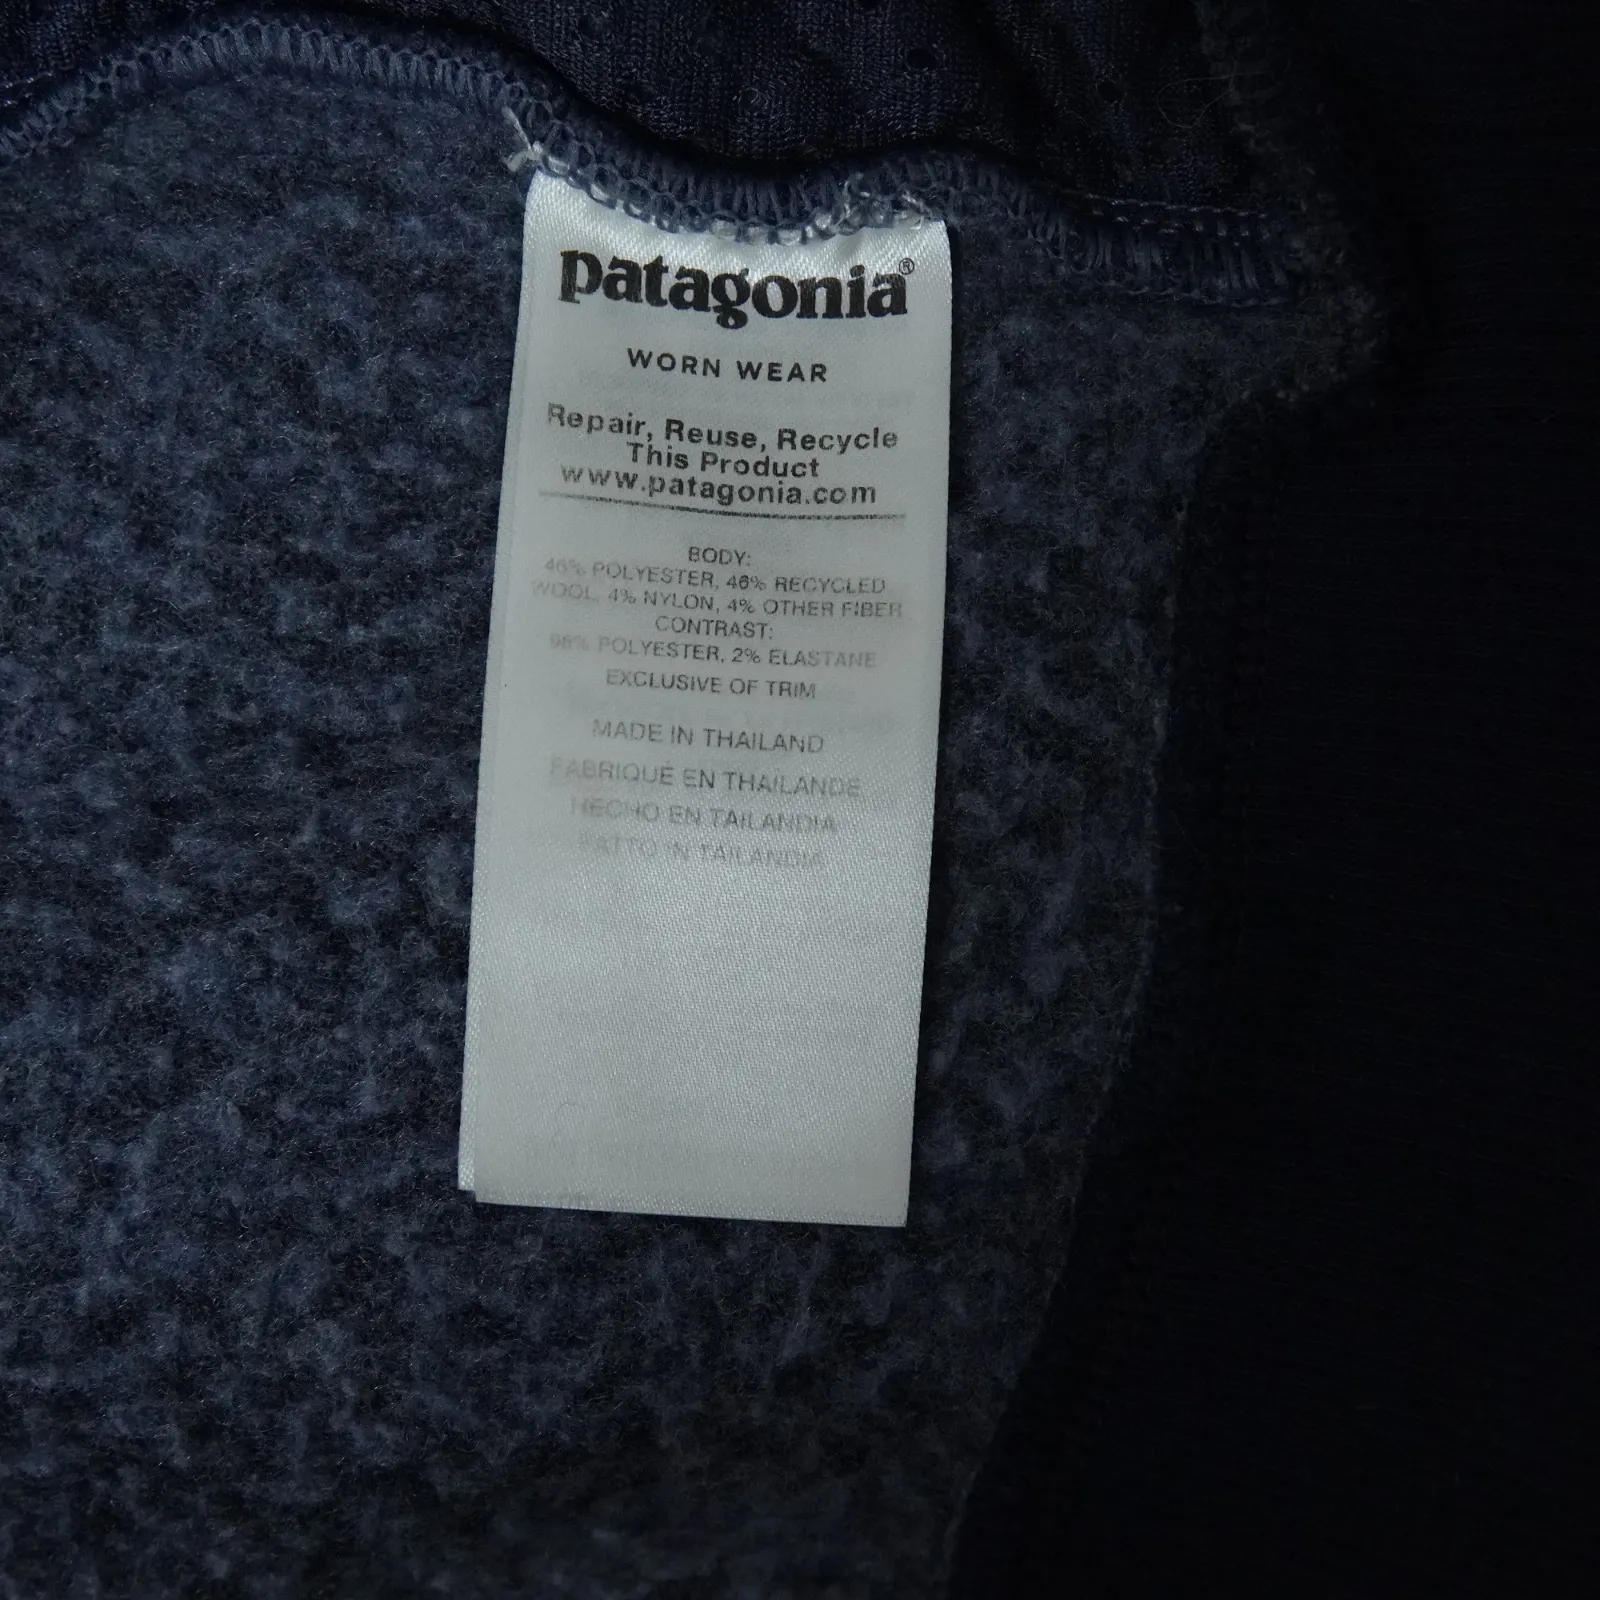 patagonia®
WORN WEAR
Repair, Reuse, Recycle
This Product
www.patagonia.com
BODY:
46% POLYESTER, 46% RECYCLED
WOOL, 4% NYLON, 4% OTHER FIBER
CONTRAST:
98% POLYESTER, 2% ELASTANE
EXCLUSIVE OF TRIM
MADE IN THAILAND
FABRIQUÉ EN THAÏLANDE
HECHO EN TAILANDIA
FATTO IN TAILANDIA